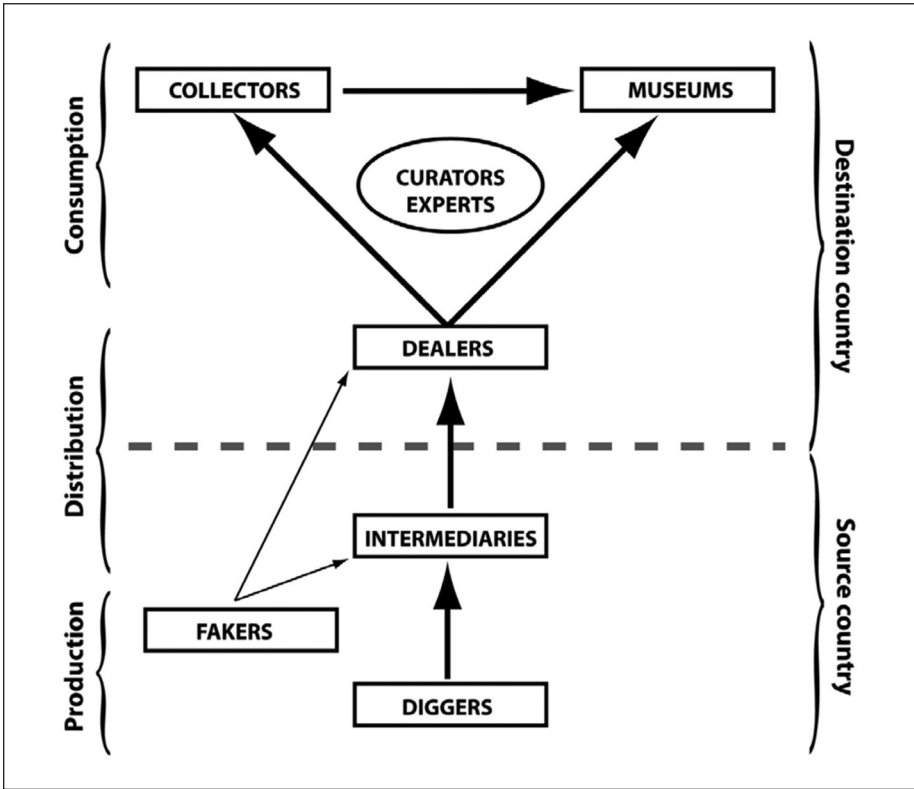 COLLECTORS
MUSEUMS
CURATORS
EXPERTS
Consumption
Destination country
DEALERS
Distribution
INTERMEDIARIES
Source country
FAKERS
Production
DIGGERS